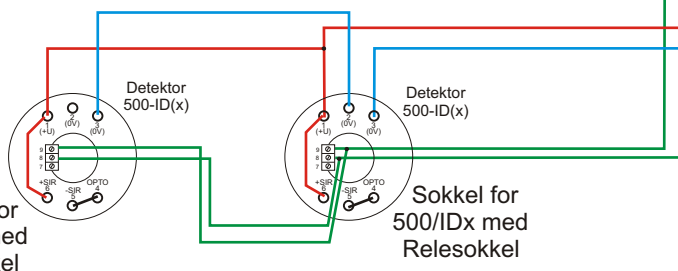 Detektor
500-ID(x)
1
(+U)
2
(0V)
3
(0V)
9
8
7
+SIR
6
-SIR
5
OPTO
4
Detektor
500-ID(x)
1
(+U)
2
(0V)
3
(0V)
9
8
7
+SIR
6
-SIR
5
OPTO
4
Sokkel for
500/IDx med
Relesokkel
or
ed
el